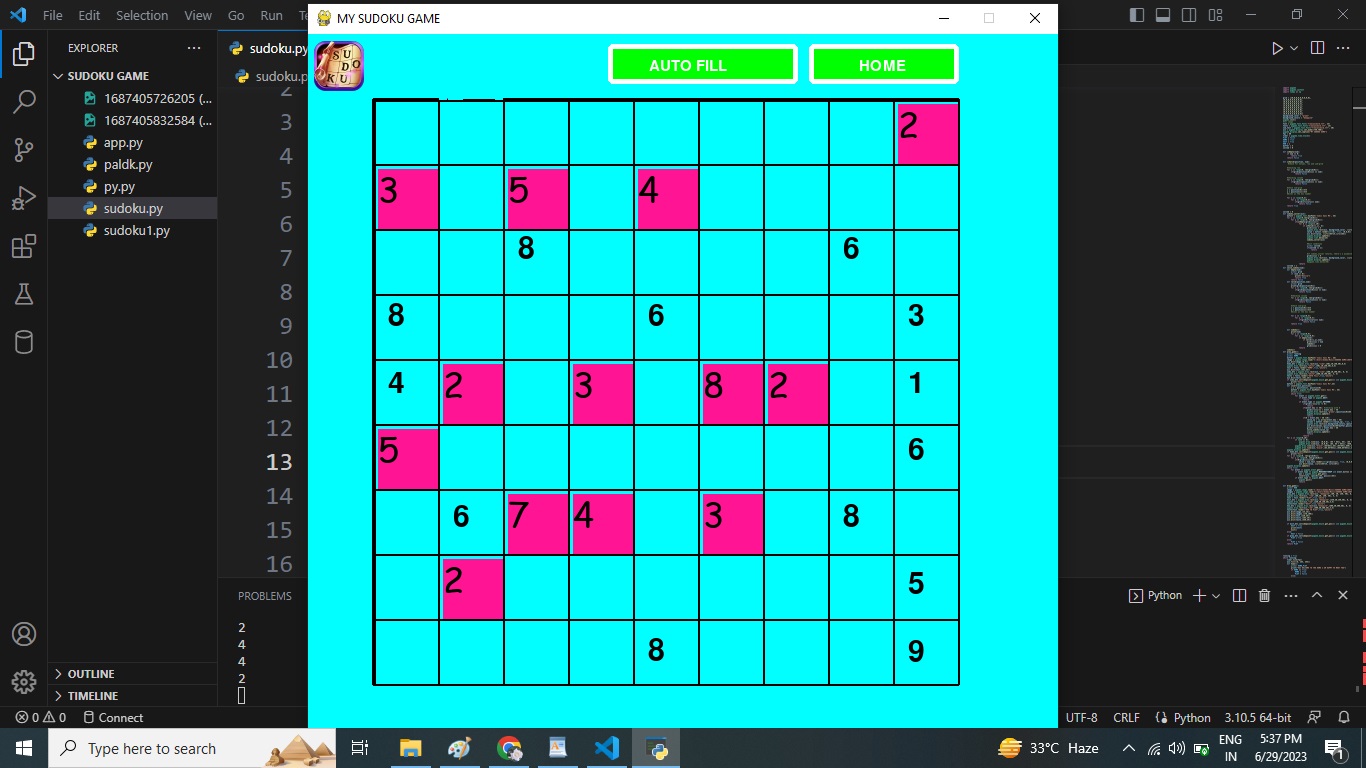 File Edit Selection View Go Run
MY SUDOKU GAME
EXPLORER
sudoku.py
SUDOKU GAME
1687405726205 (...
1687405832584 (...
app.py
paldk.py
py.py
sudoku.py
sudoku1.py
OUTLINE
TIMELINE
SUDOKU
AUTO FILL HOME
2
3
4
5
6
7
8
9
10
11
12
13
14
15
16
2
3 5 4
8 6
8 6 3
4 2 3 8 2 1
5 6
6 7 4 3 8
2 5
8 9
PROBLEMS
Python
2
4
4
2
0 0 Connect
UTF-8 CRLF Python 3.10.5 64-bit
Type here to search
33°C Haze
ENG
IN
5:37 PM
6/29/2023
1